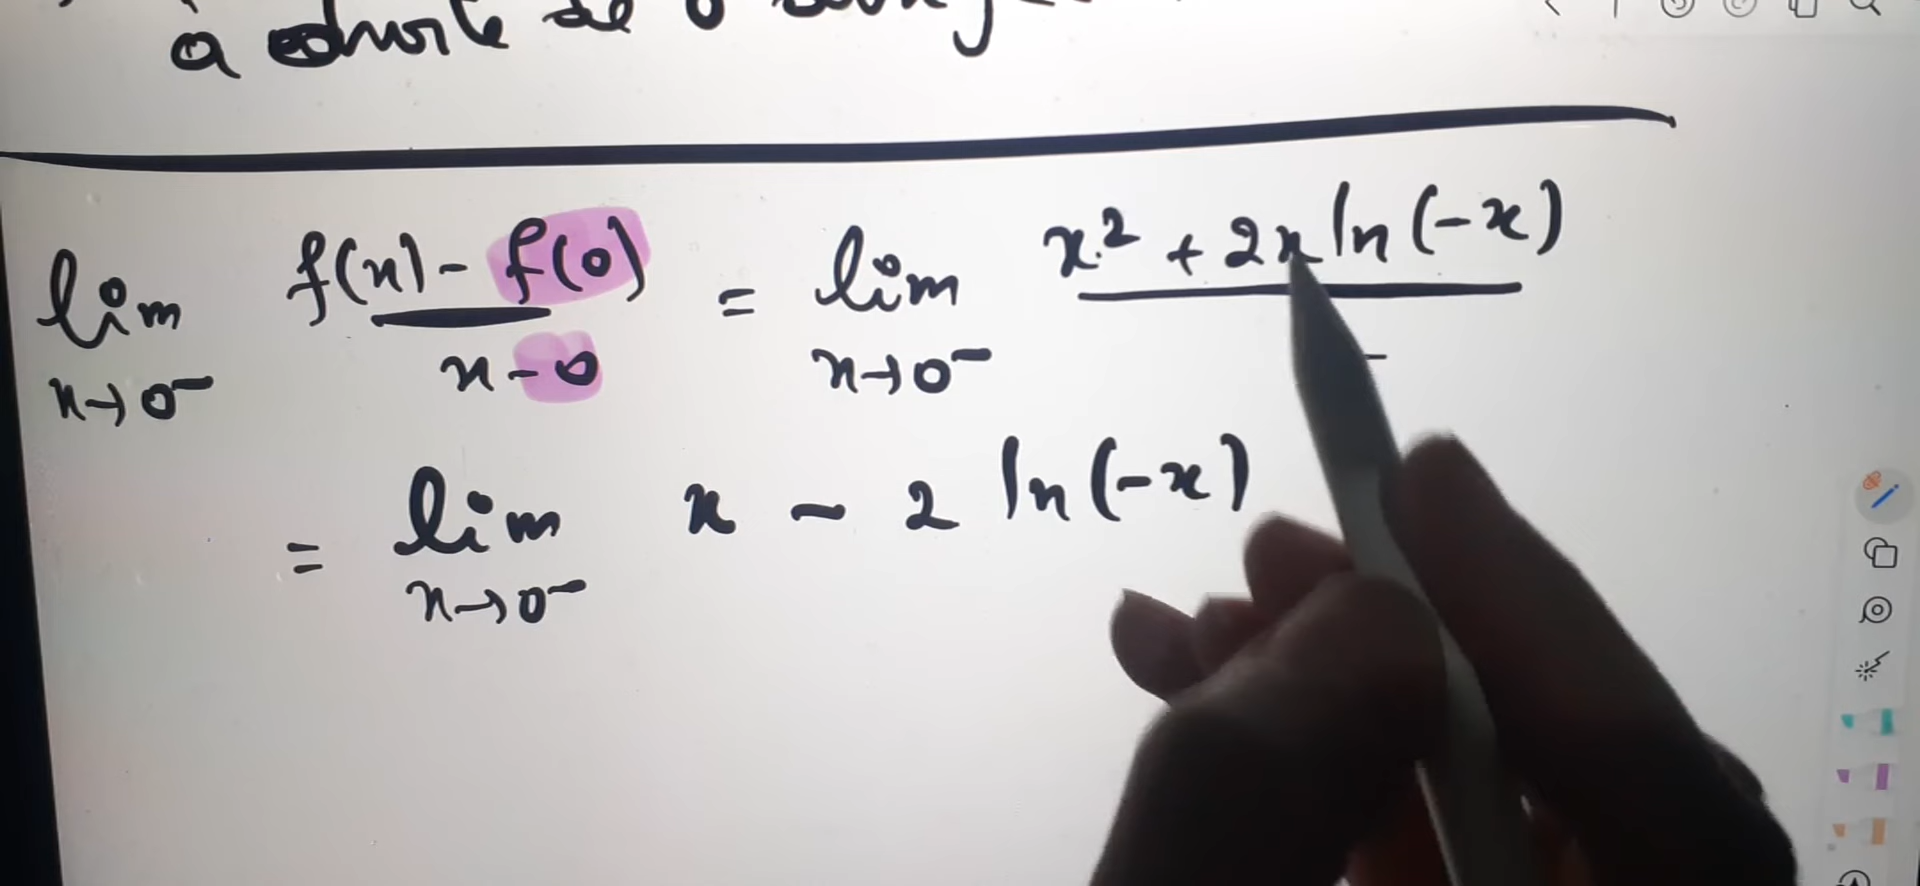 à droite de 0
lim f(x) - f(0) = lim x² + 2x ln(-x)
x→0⁻ x - 0 x→0⁻
= lim x - 2 ln(-x)
x→0⁻